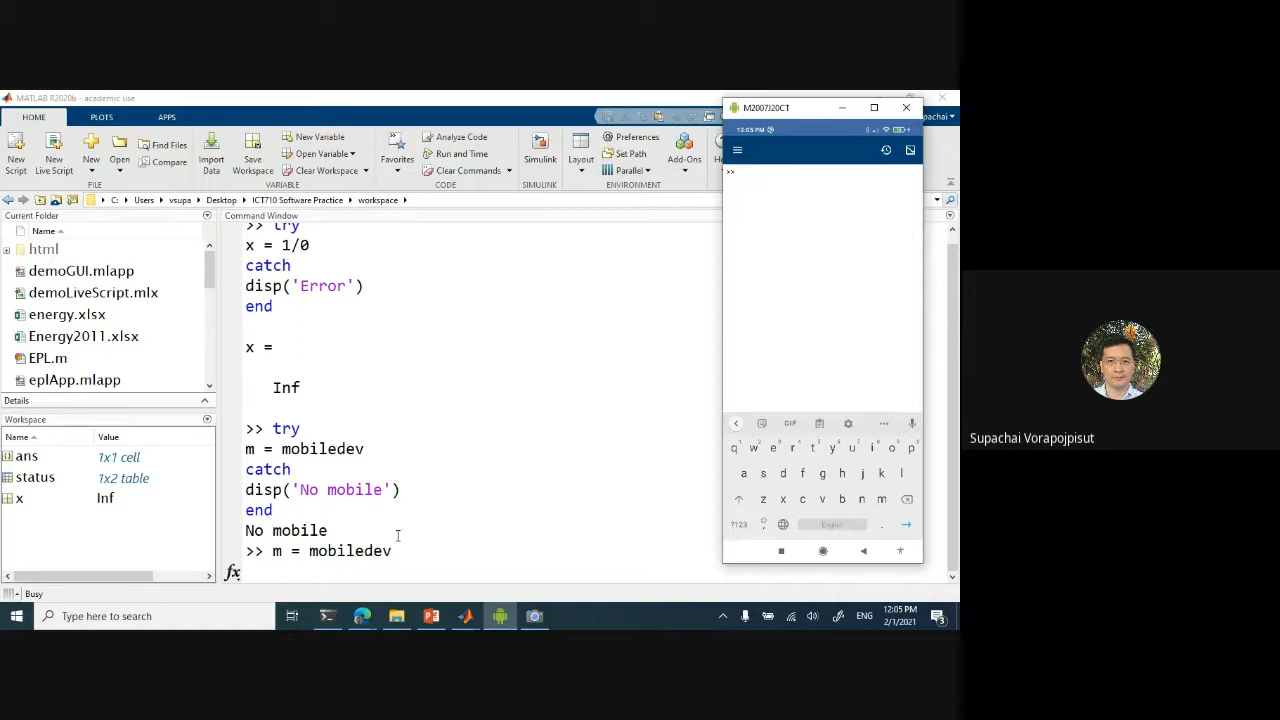 MATLAB R2020b - academic use
HOME
PLOTS
APPS
pachai
New Script
New Live Script
New
Open
Find Files
Compare
Import Data
Save Workspace
New Variable
Open Variable
Clear Workspace
Favorites
Analyze Code
Run and Time
Clear Commands
Simulink
Layout
Preferences
Set Path
Parallel
Add-Ons
FILE
VARIABLE
CODE
SIMULINK
ENVIRONMENT
C: Users vsupa Desktop ICT710 Software Practice workspace
Current Folder
Name
html
demoGUI.mlapp
demoLiveScript.mlx
energy.xlsx
Energy2011.xlsx
EPL.m
eplApp.mlapp
Details
Workspace
Name Value
ans 1x1 cell
status 1x2 table
x Inf
Command Window
>> try
x = 1/0
catch
disp('Error')
end
x =
Inf
>> try
m = mobiledev
catch
disp('No mobile')
end
No mobile
>> m = mobiledev
fx
Busy
M2007J20CT
12:05 PM
>>
GIF
q w e r t y u i o p
a s d f g h j k l
z x c v b n m
?123
English
.
Type here to search
ENG
12:05 PM
2/1/2021
3
Supachai Vorapojpisut